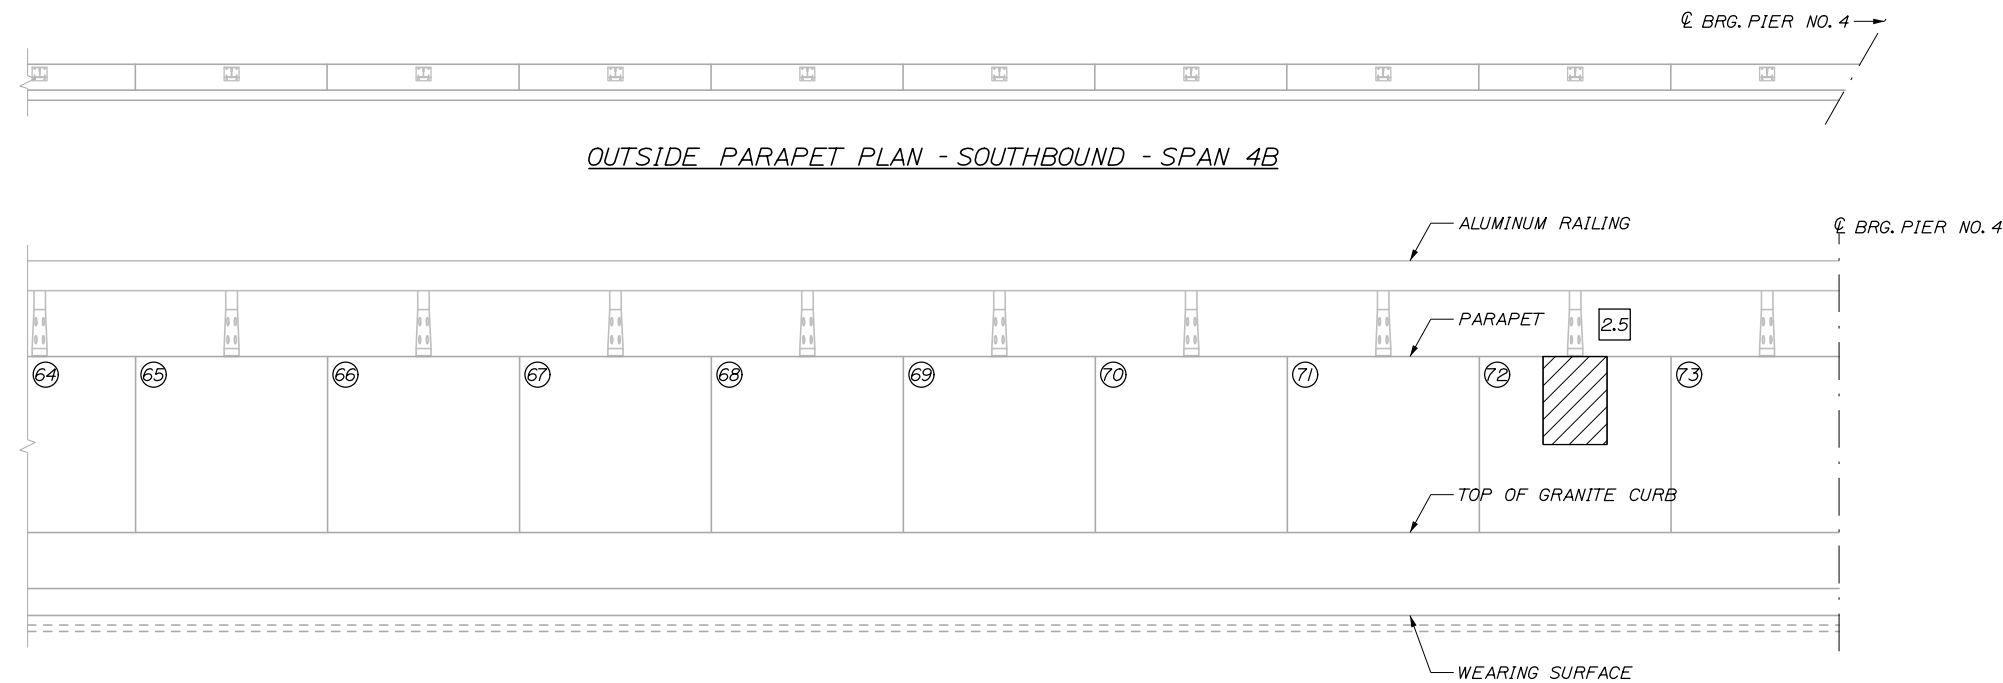 ℄ BRG. PIER NO. 4
OUTSIDE PARAPET PLAN - SOUTHBOUND - SPAN 4B
ALUMINUM RAILING
℄ BRG. PIER NO. 4
PARAPET
2.5
64 65 66 67 68 69 70 71 72 73
TOP OF GRANITE CURB
WEARING SURFACE